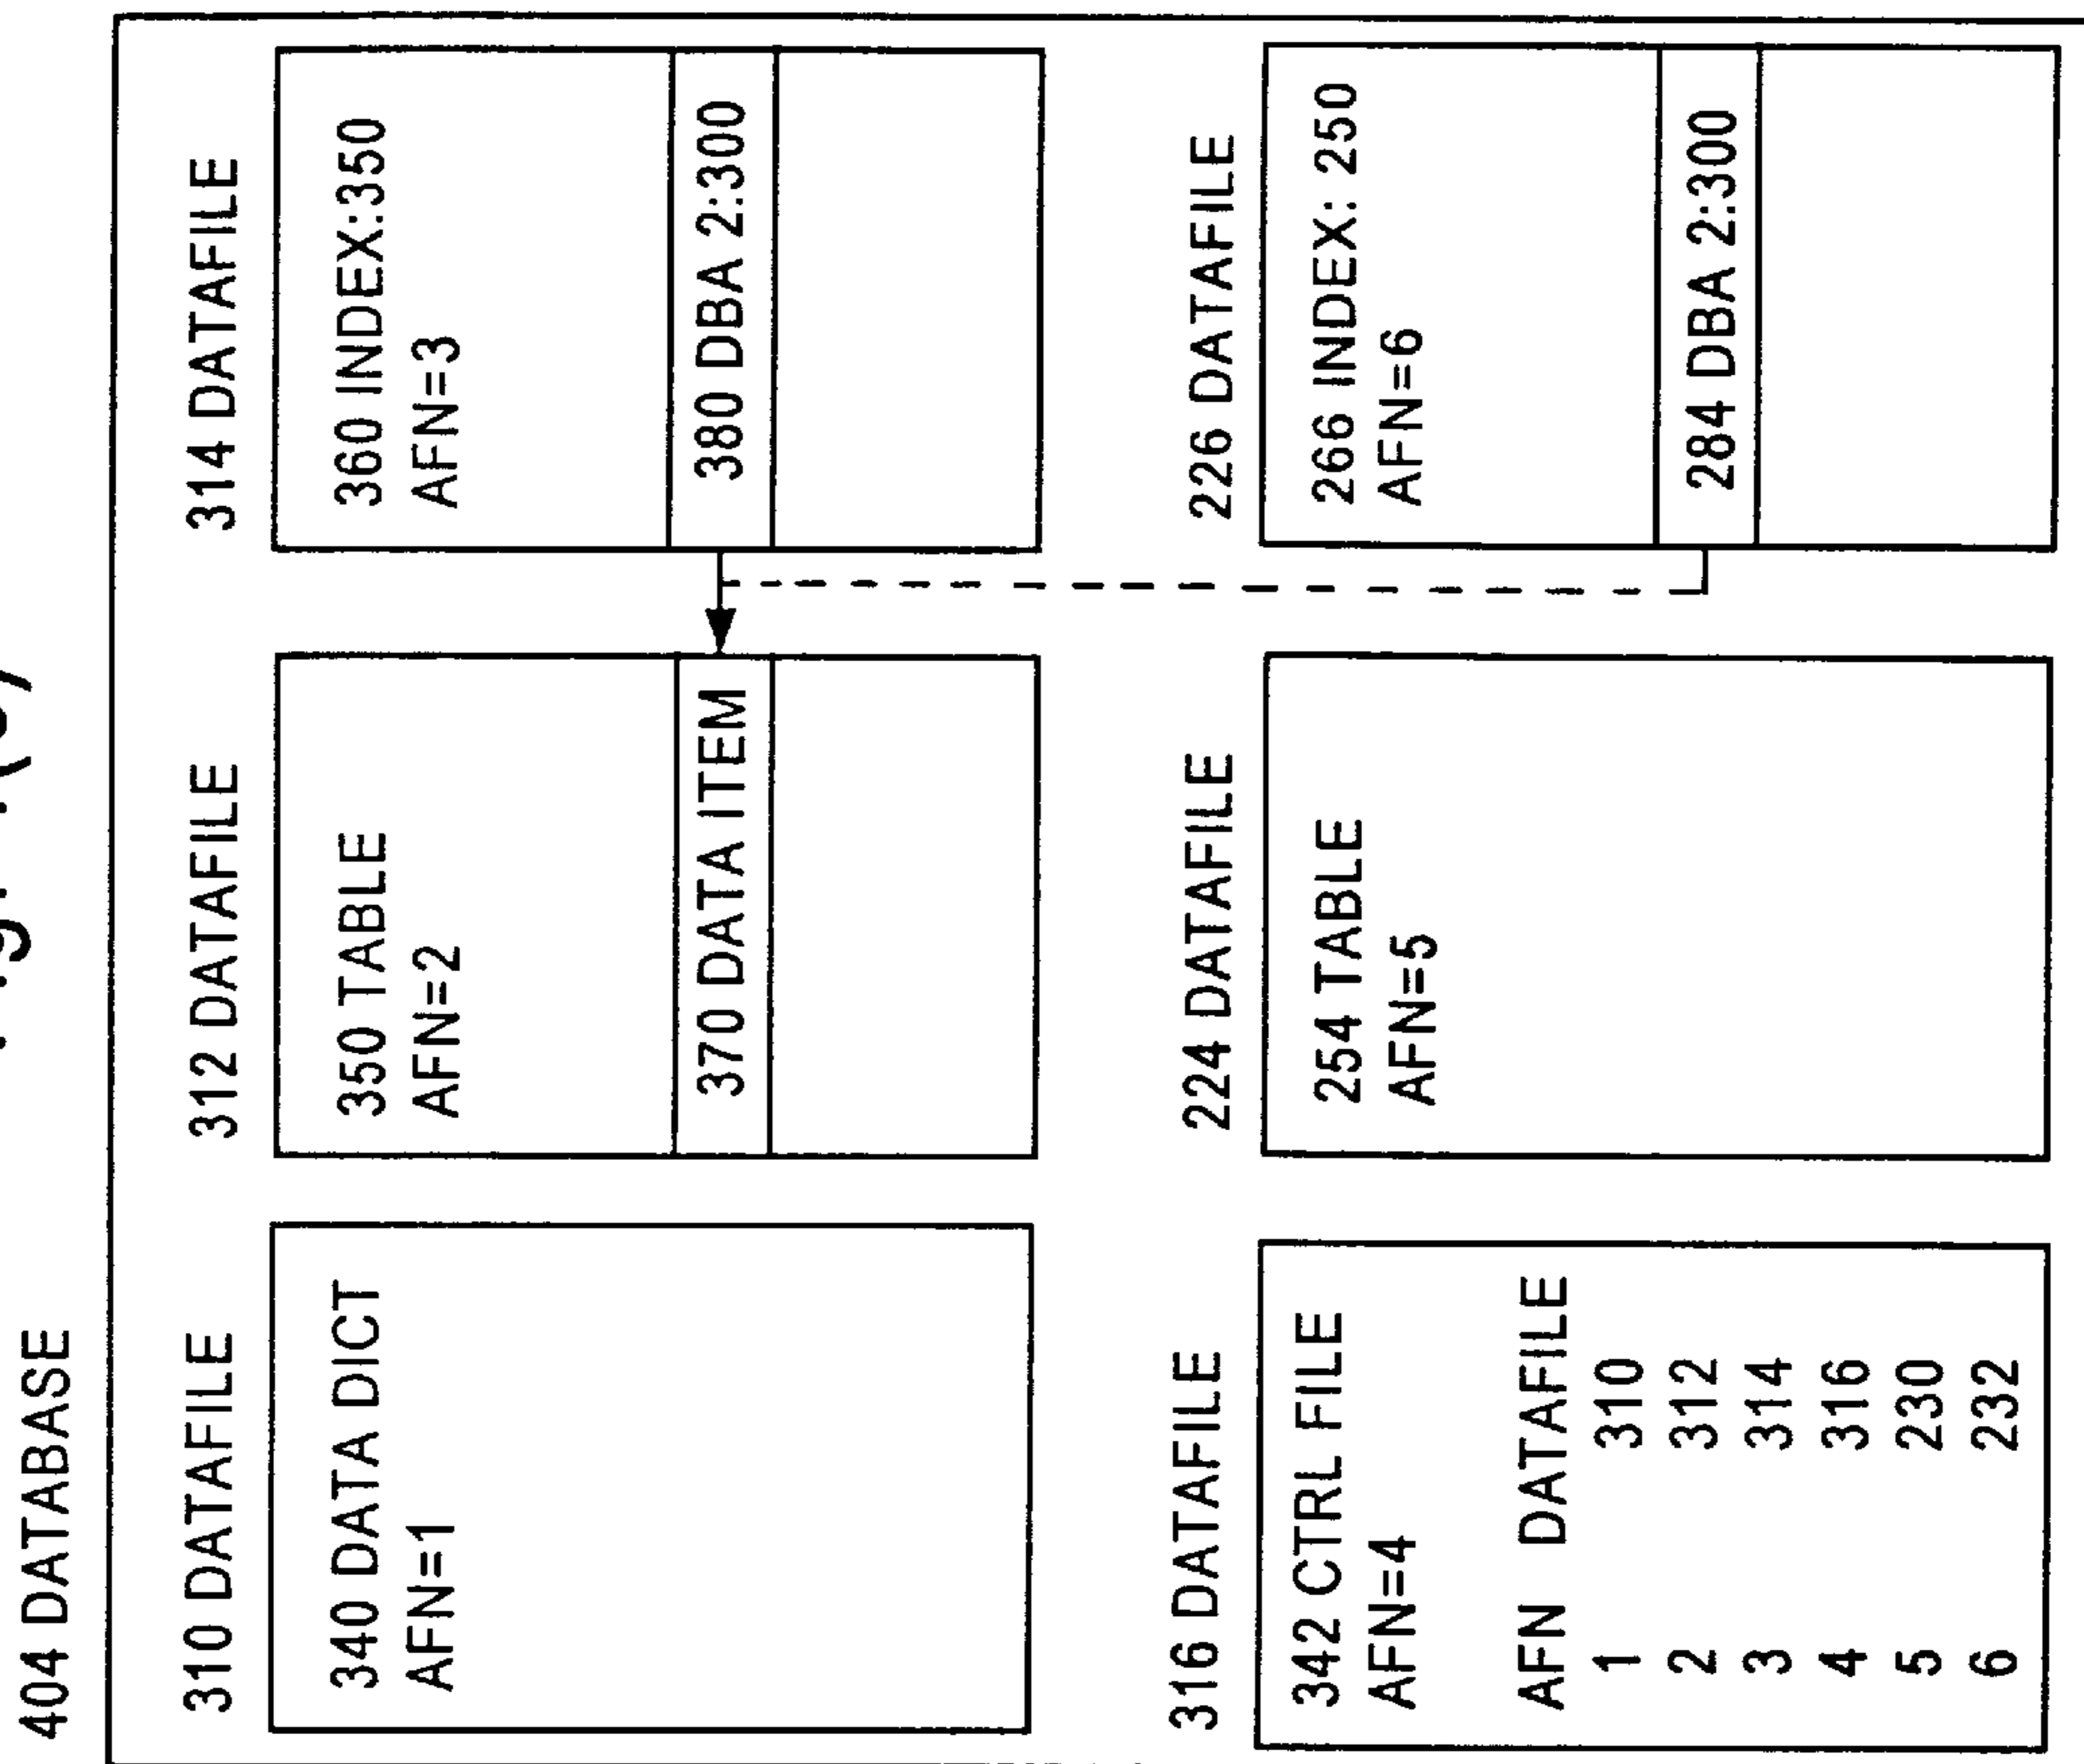 404 DATABASE
310 DATAFILE
340 DATA DICT
AFN=1
312 DATAFILE
350 TABLE
AFN=2
370 DATA ITEM
314 DATAFILE
360 INDEX:350
AFN=3
380 DBA 2:300
316 DATAFILE
342 CTRL FILE
AFN=4
AFN DATAFILE
1 310
2 312
3 314
4 316
5 230
6 232
224 DATAFILE
254 TABLE
AFN=5
226 DATAFILE
266 INDEX: 250
AFN=6
284 DBA 2:300